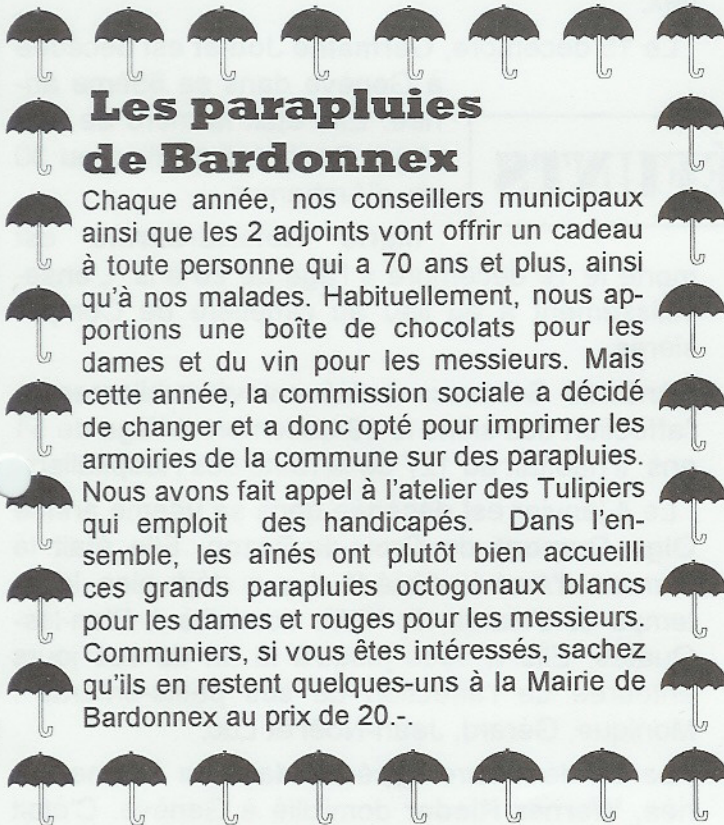 Les parapluies
de Bardonnex
Chaque année, nos conseillers municipaux
ainsi que les 2 adjoints vont offrir un cadeau
à toute personne qui a 70 ans et plus, ainsi
qu'à nos malades. Habituellement, nous ap-
portions une boîte de chocolats pour les
dames et du vin pour les messieurs. Mais
cette année, la commission sociale a décidé
de changer et a donc opté pour imprimer les
armoiries de la commune sur des parapluies.
Nous avons fait appel à l'atelier des Tulipiers
qui emploit des handicapés. Dans l'en-
semble, les aînés ont plutôt bien accueilli
ces grands parapluies octogonaux blancs
pour les dames et rouges pour les messieurs.
Communiers, si vous êtes intéressés, sachez
qu'ils en restent quelques-uns à la Mairie de
Bardonnex au prix de 20.-.